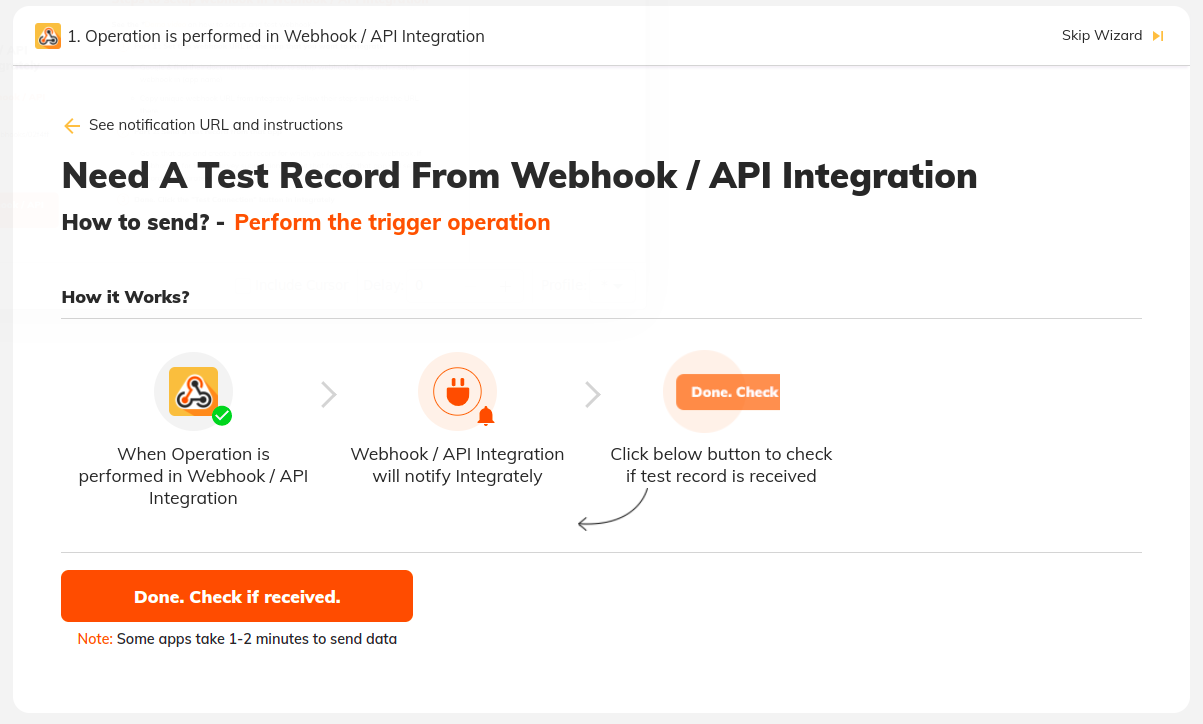 1. Operation is performed in Webhook / API Integration
Skip Wizard
See notification URL and instructions
Need A Test Record From Webhook / API Integration
How to send? - Perform the trigger operation
How it Works?
When Operation is
performed in Webhook / API
Integration
Webhook / API Integration
will notify Integrately
Done. Check
Click below button to check
if test record is received
Done. Check if received.
Note: Some apps take 1-2 minutes to send data